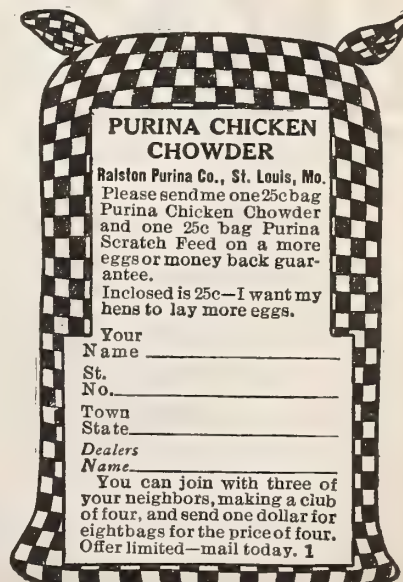 PURINA CHICKEN
CHOWDER
Ralston Purina Co., St. Louis, Mo.
Please send me one 25c bag
Purina Chicken Chowder
and one 25c bag Purina
Scratch Feed on a more
eggs or money back guar-
antee.
Inclosed is 25c—I want my
hens to lay more eggs.
Your
Name
St.
No.
Town
State
Dealers
Name
You can join with three of
your neighbors, making a club
of four, and send one dollar for
eight bags for the price of four.
Offer limited—mail today. 1